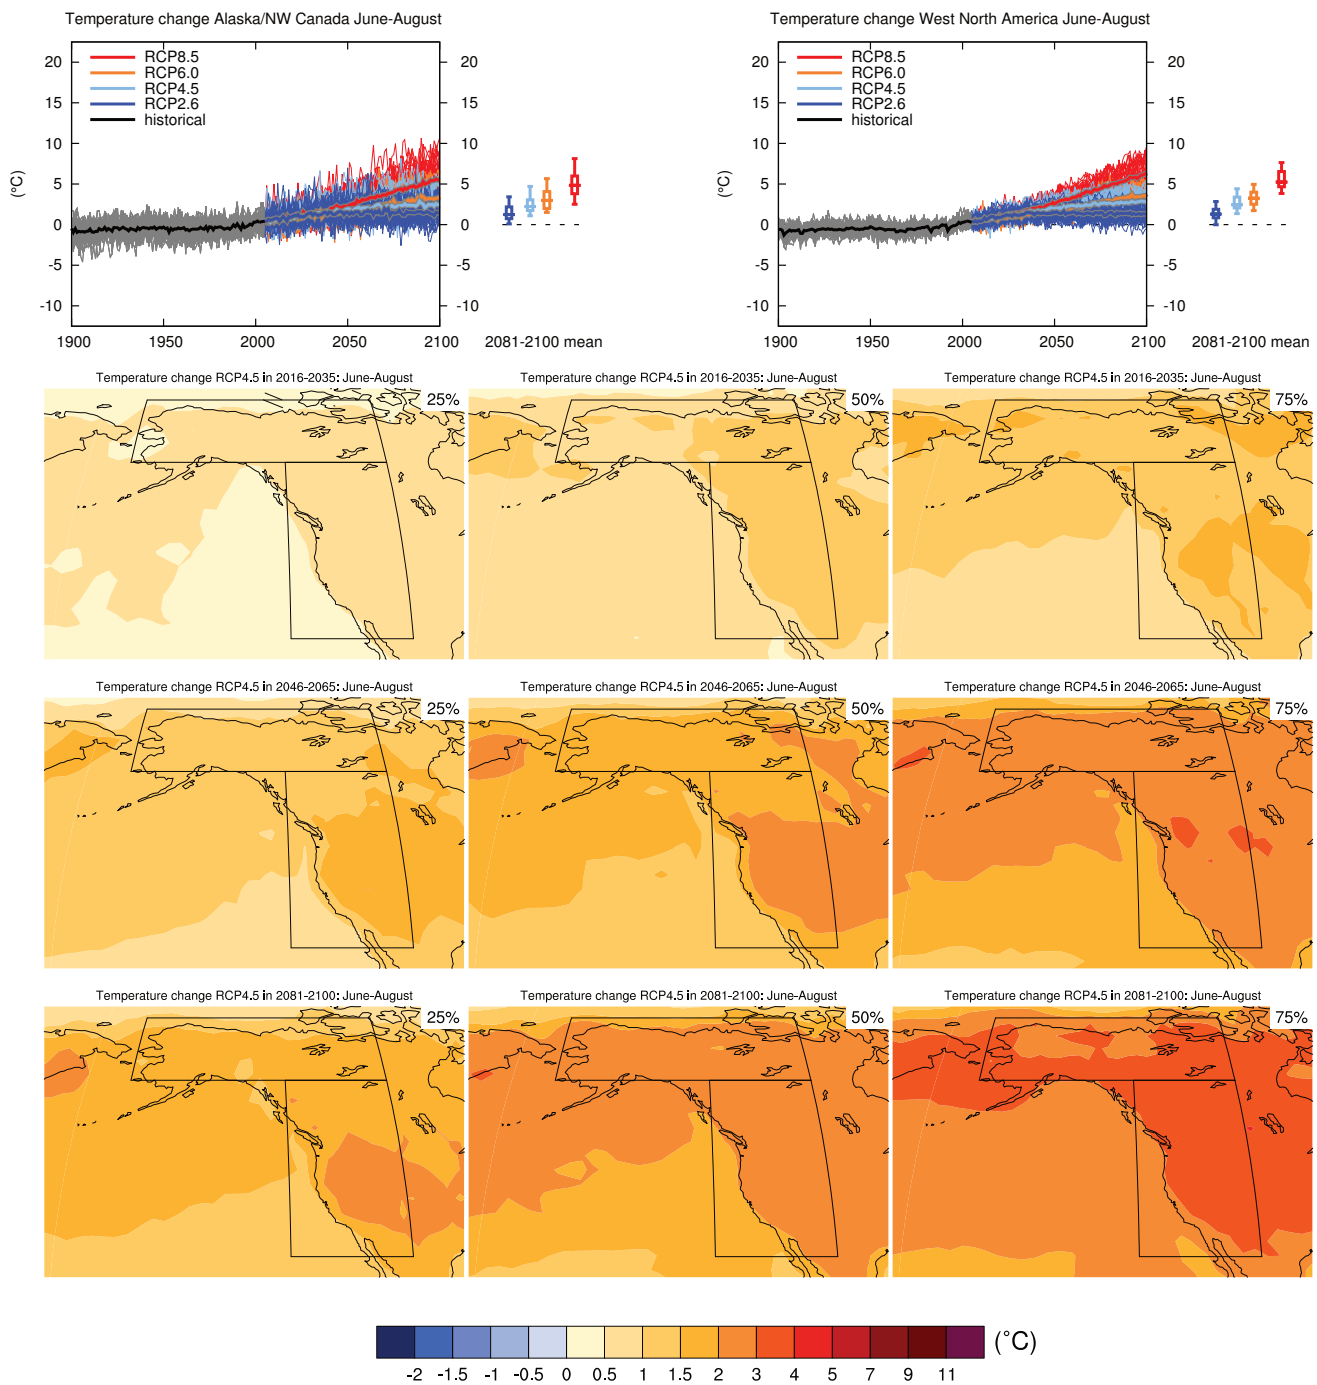 Temperature change Alaska/NW Canada June-August
20
15
10
5
0
-5
-10
(°C)
RCP8.5
RCP6.0
RCP4.5
RCP2.6
historical
20
15
10
5
0
-5
-10
1900 1950 2000 2050 2100
2081-2100 mean
Temperature change West North America June-August
20
15
10
5
0
-5
-10
(°C)
RCP8.5
RCP6.0
RCP4.5
RCP2.6
historical
20
15
10
5
0
-5
-10
1900 1950 2000 2050 2100
2081-2100 mean
Temperature change RCP4.5 in 2016-2035: June-August
25%
Temperature change RCP4.5 in 2016-2035: June-August
50%
Temperature change RCP4.5 in 2016-2035: June-August
75%
Temperature change RCP4.5 in 2046-2065: June-August
25%
Temperature change RCP4.5 in 2046-2065: June-August
50%
Temperature change RCP4.5 in 2046-2065: June-August
75%
Temperature change RCP4.5 in 2081-2100: June-August
25%
Temperature change RCP4.5 in 2081-2100: June-August
50%
Temperature change RCP4.5 in 2081-2100: June-August
75%
(°C)
-2 -1.5 -1 -0.5 0 0.5 1 1.5 2 3 4 5 7 9 11